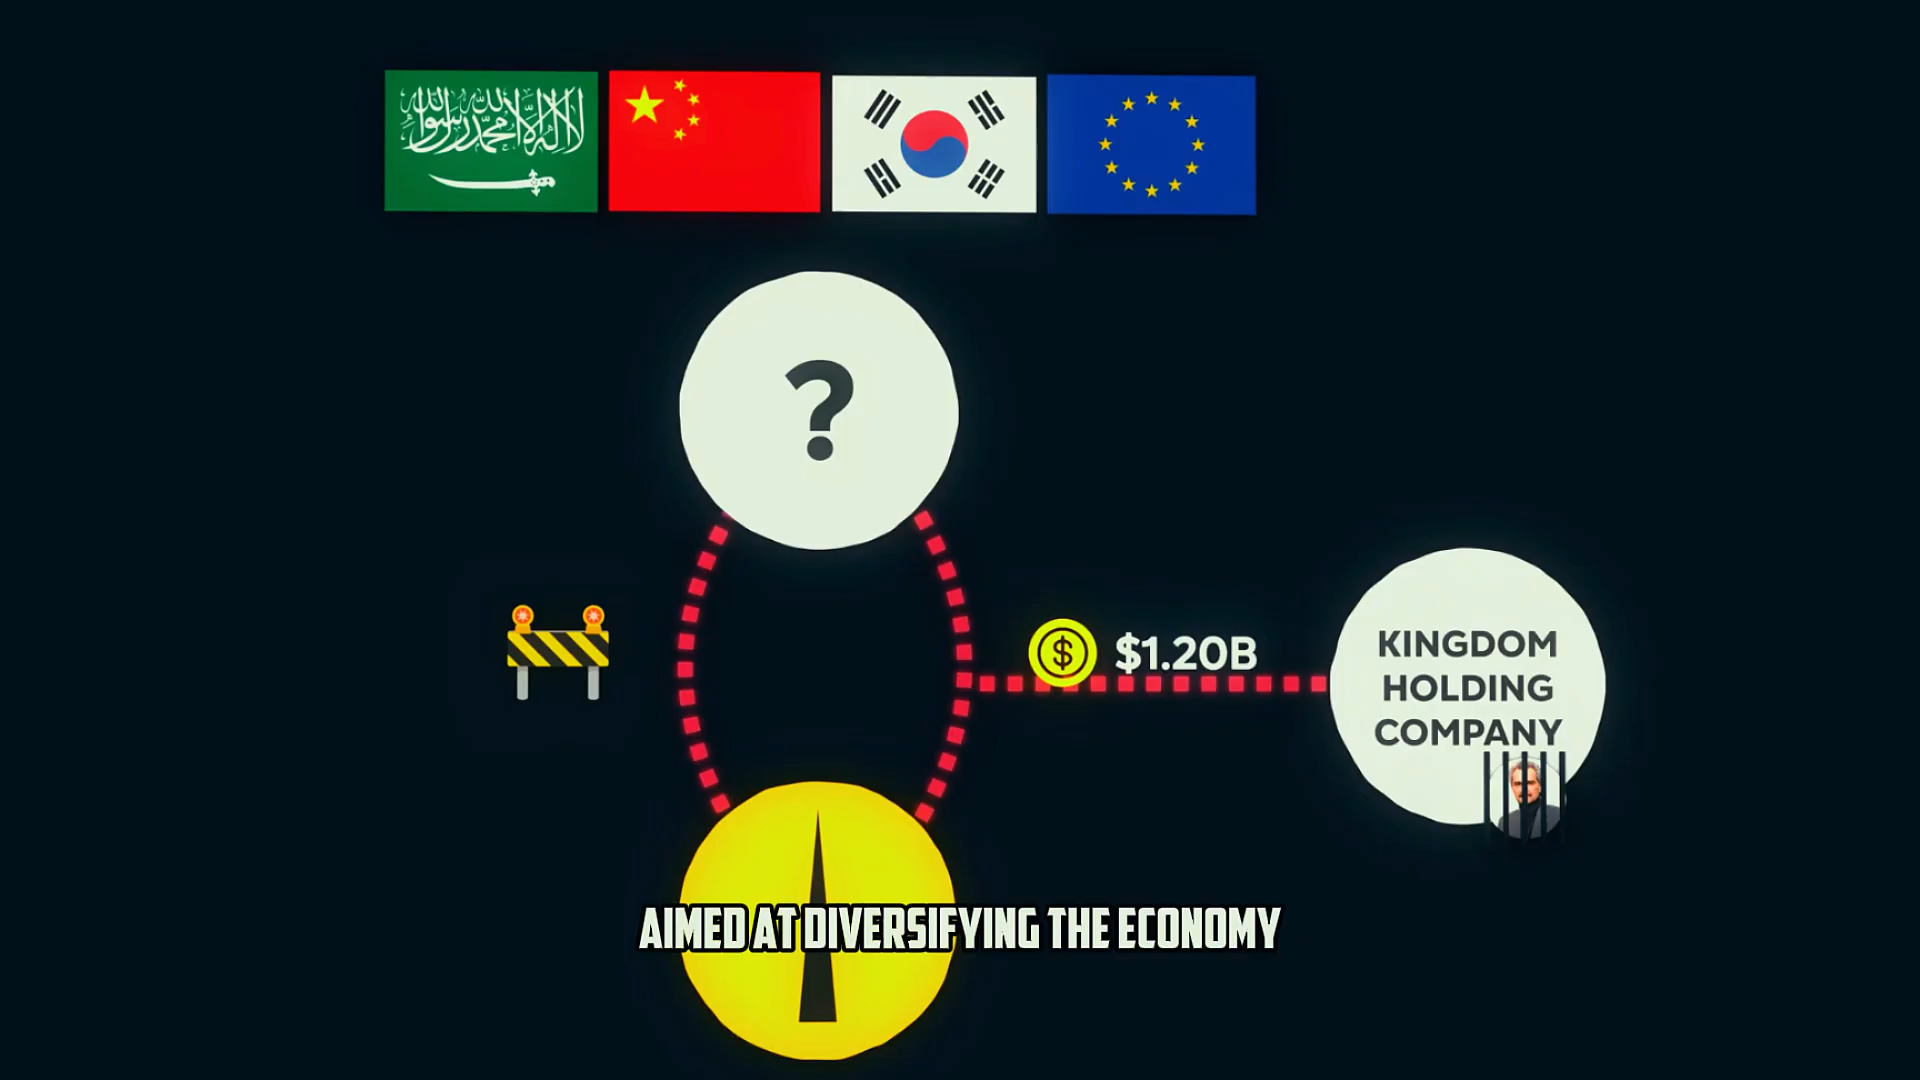 لا إله إلا الله محمد رسول الله
?
$ $1.20B
KINGDOM
HOLDING
COMPANY
AIMED AT DIVERSIFYING THE ECONOMY